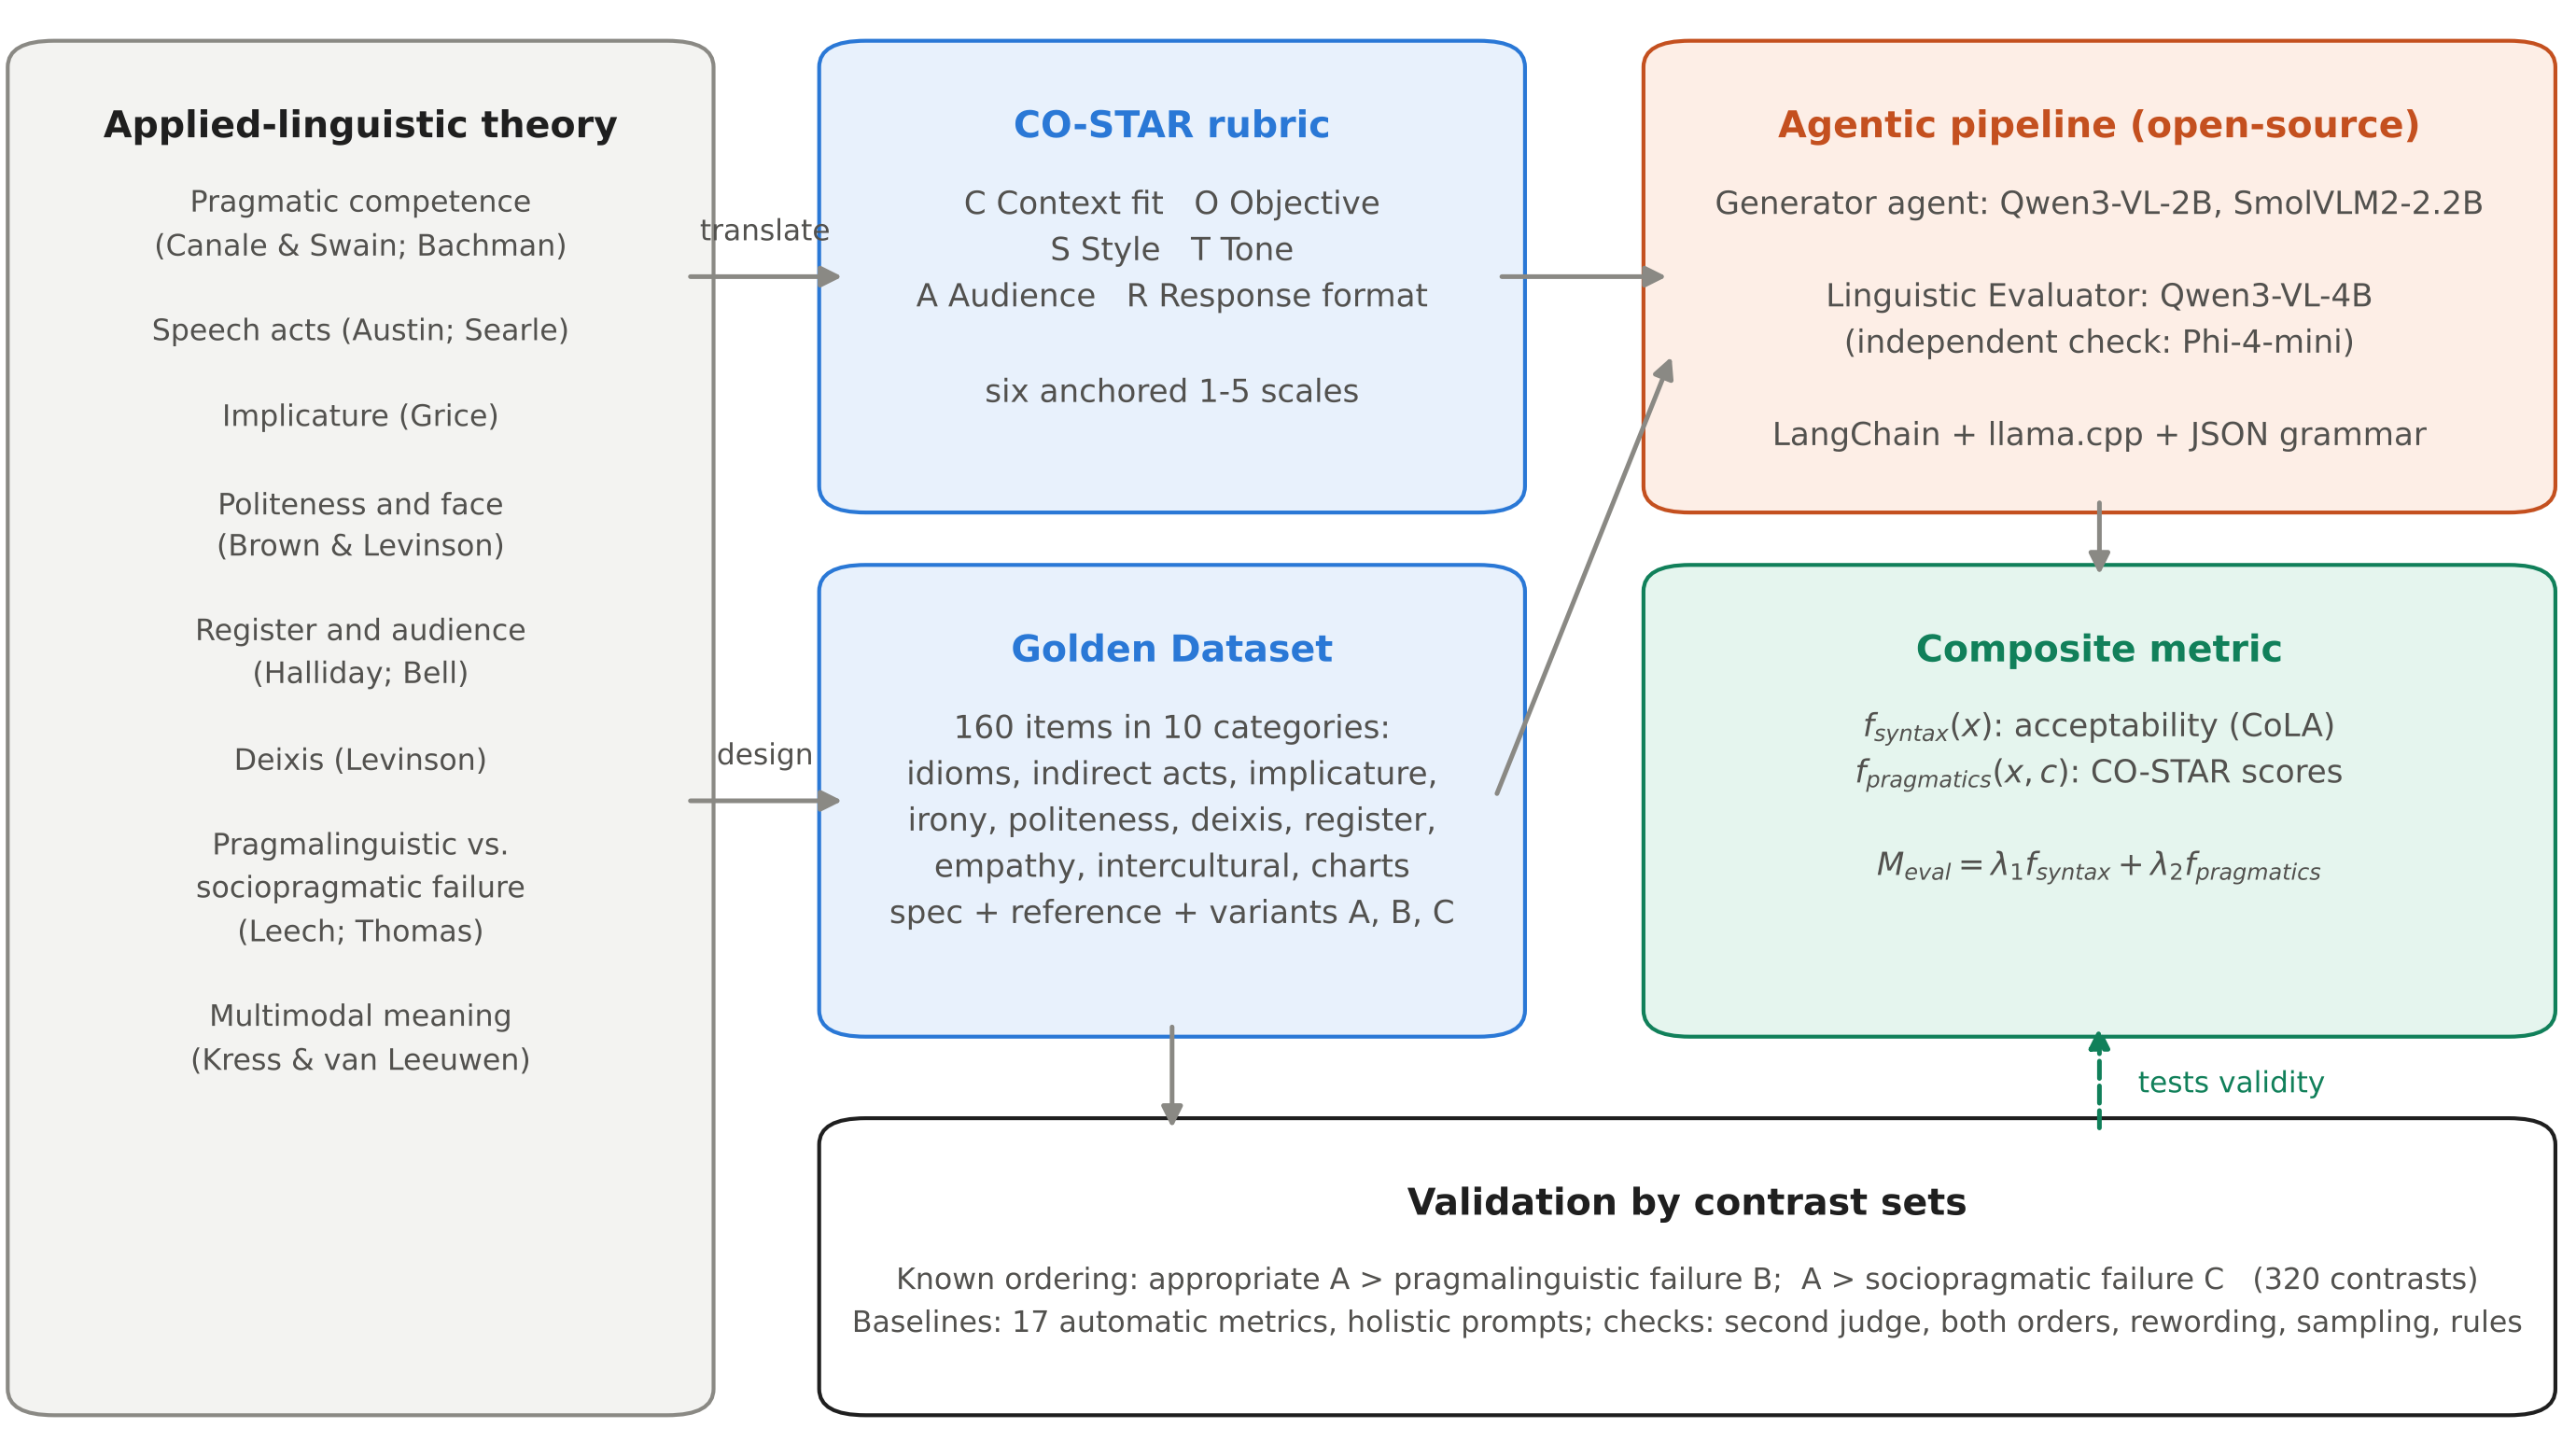 Applied-linguistic theory
Pragmatic competence
(Canale & Swain; Bachman)
Speech acts (Austin; Searle)
Implicature (Grice)
Politeness and face
(Brown & Levinson)
Register and audience
(Halliday; Bell)
Deixis (Levinson)
Pragmalinguistic vs.
sociopragmatic failure
(Leech; Thomas)
Multimodal meaning
(Kress & van Leeuwen)
translate
design
CO-STAR rubric
C Context fit   O Objective
S Style   T Tone
A Audience   R Response format
six anchored 1-5 scales
Golden Dataset
160 items in 10 categories:
idioms, indirect acts, implicature,
irony, politeness, deixis, register,
empathy, intercultural, charts
spec + reference + variants A, B, C
Agentic pipeline (open-source)
Generator agent: Qwen3-VL-2B, SmolVLM2-2.2B
Linguistic Evaluator: Qwen3-VL-4B
(independent check: Phi-4-mini)
LangChain + llama.cpp + JSON grammar
Composite metric
f_syntax(x): acceptability (CoLA)
f_pragmatics(x, c): CO-STAR scores
M_eval = λ₁f_syntax + λ₂f_pragmatics
tests validity
Validation by contrast sets
Known ordering: appropriate A > pragmalinguistic failure B;  A > sociopragmatic failure C   (320 contrasts)
Baselines: 17 automatic metrics, holistic prompts; checks: second judge, both orders, rewording, sampling, rules